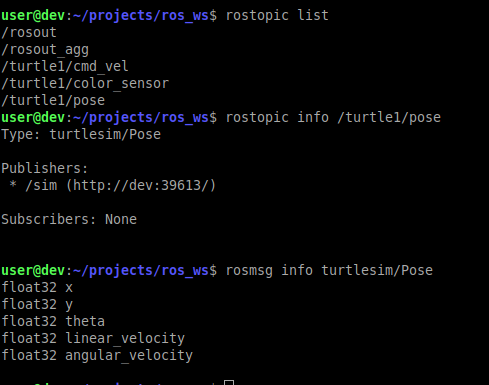 user@dev:~/projects/ros_ws$ rostopic list
/rosout
/rosout_agg
/turtle1/cmd_vel
/turtle1/color_sensor
/turtle1/pose
user@dev:~/projects/ros_ws$ rostopic info /turtle1/pose
Type: turtlesim/Pose
Publishers:
 * /sim (http://dev:39613/)
Subscribers: None
user@dev:~/projects/ros_ws$ rosmsg info turtlesim/Pose
float32 x
float32 y
float32 theta
float32 linear_velocity
float32 angular_velocity